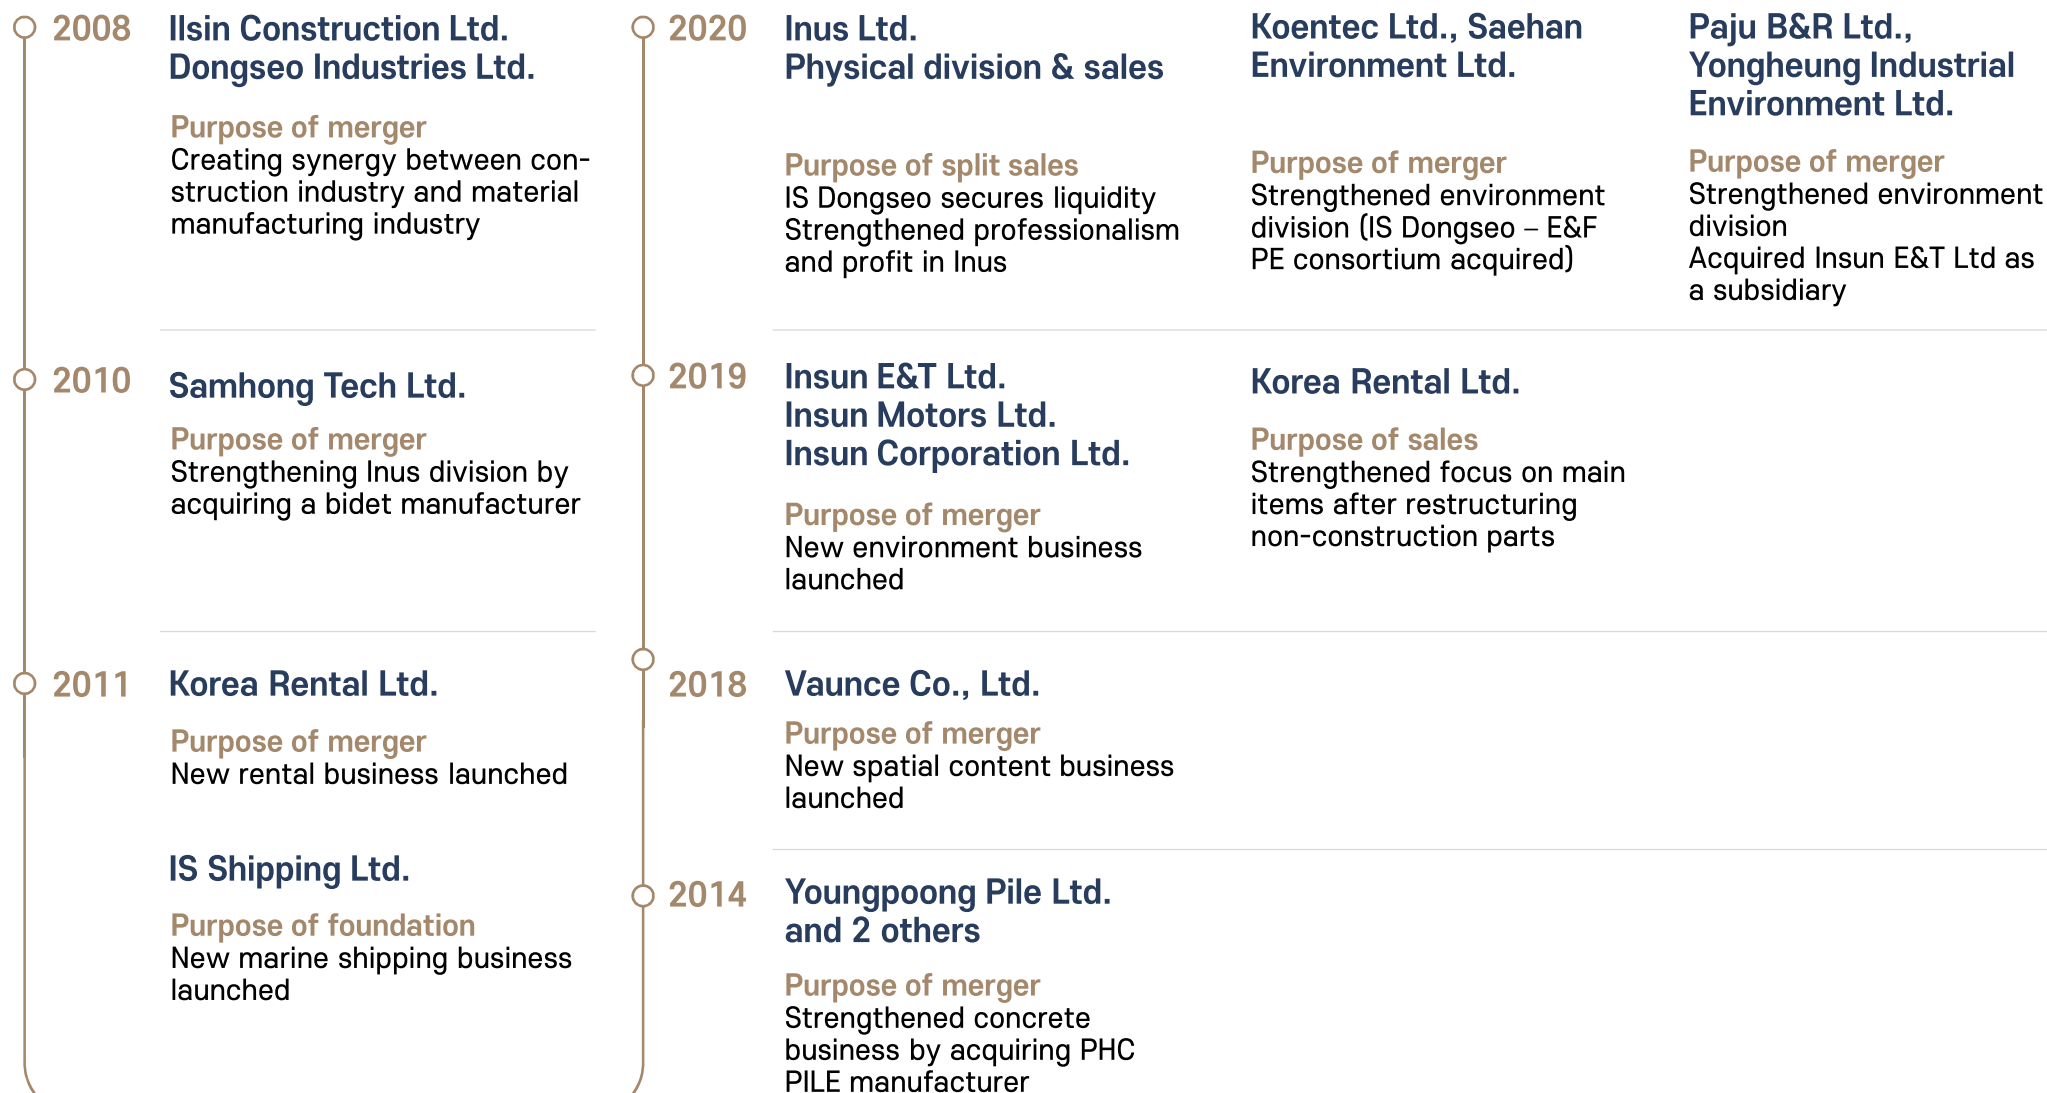 2008
Ilsin Construction Ltd.
Dongseo Industries Ltd.
Purpose of merger
Creating synergy between con-
struction industry and material
manufacturing industry
2010
Samhong Tech Ltd.
Purpose of merger
Strengthening Inus division by
acquiring a bidet manufacturer
2011
Korea Rental Ltd.
Purpose of merger
New rental business launched
IS Shipping Ltd.
Purpose of foundation
New marine shipping business
launched
2020
Inus Ltd.
Physical division & sales
Purpose of split sales
IS Dongseo secures liquidity
Strengthened professionalism
and profit in Inus
Koentec Ltd., Saehan
Environment Ltd.
Purpose of merger
Strengthened environment
division (IS Dongseo – E&F
PE consortium acquired)
Paju B&R Ltd.,
Yongheung Industrial
Environment Ltd.
Purpose of merger
Strengthened environment
division
Acquired Insun E&T Ltd as
a subsidiary
2019
Insun E&T Ltd.
Insun Motors Ltd.
Insun Corporation Ltd.
Purpose of merger
New environment business
launched
Korea Rental Ltd.
Purpose of sales
Strengthened focus on main
items after restructuring
non-construction parts
2018
Vaunce Co., Ltd.
Purpose of merger
New spatial content business
launched
2014
Youngpoong Pile Ltd.
and 2 others
Purpose of merger
Strengthened concrete
business by acquiring PHC
PILE manufacturer